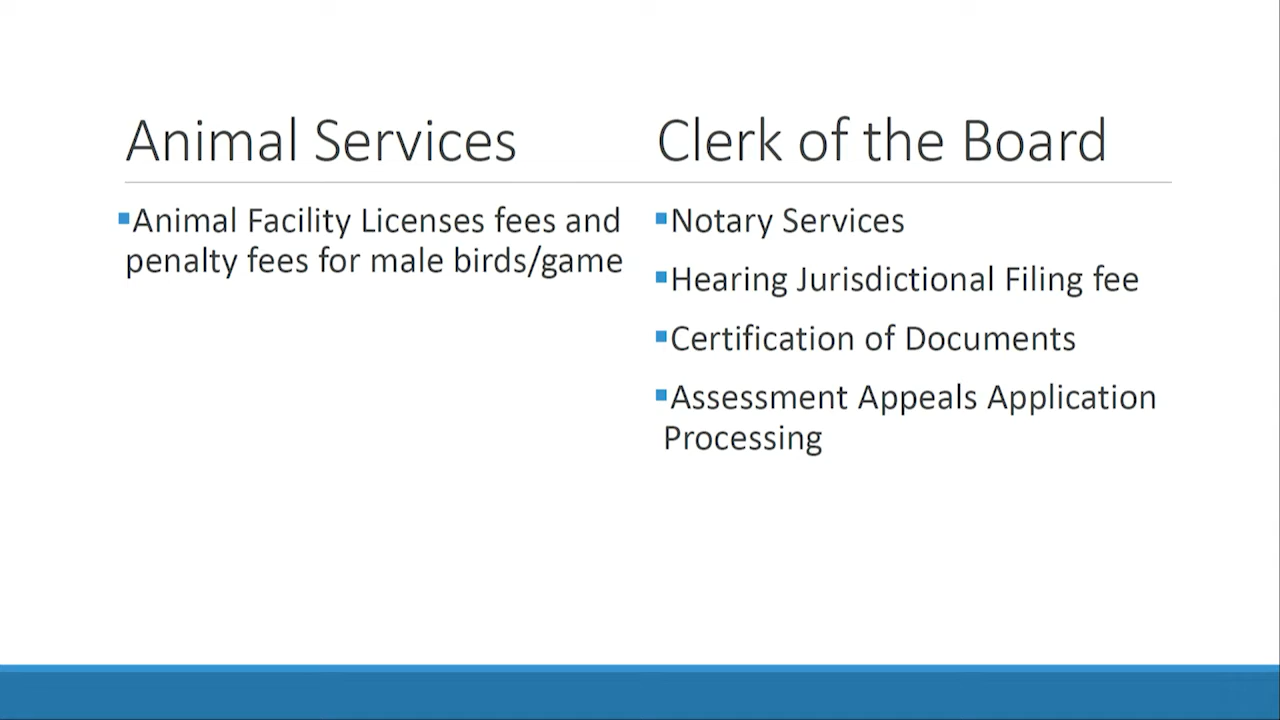 Animal Services
▪Animal Facility Licenses fees and
penalty fees for male birds/game
Clerk of the Board
▪Notary Services
▪Hearing Jurisdictional Filing fee
▪Certification of Documents
▪Assessment Appeals Application
Processing